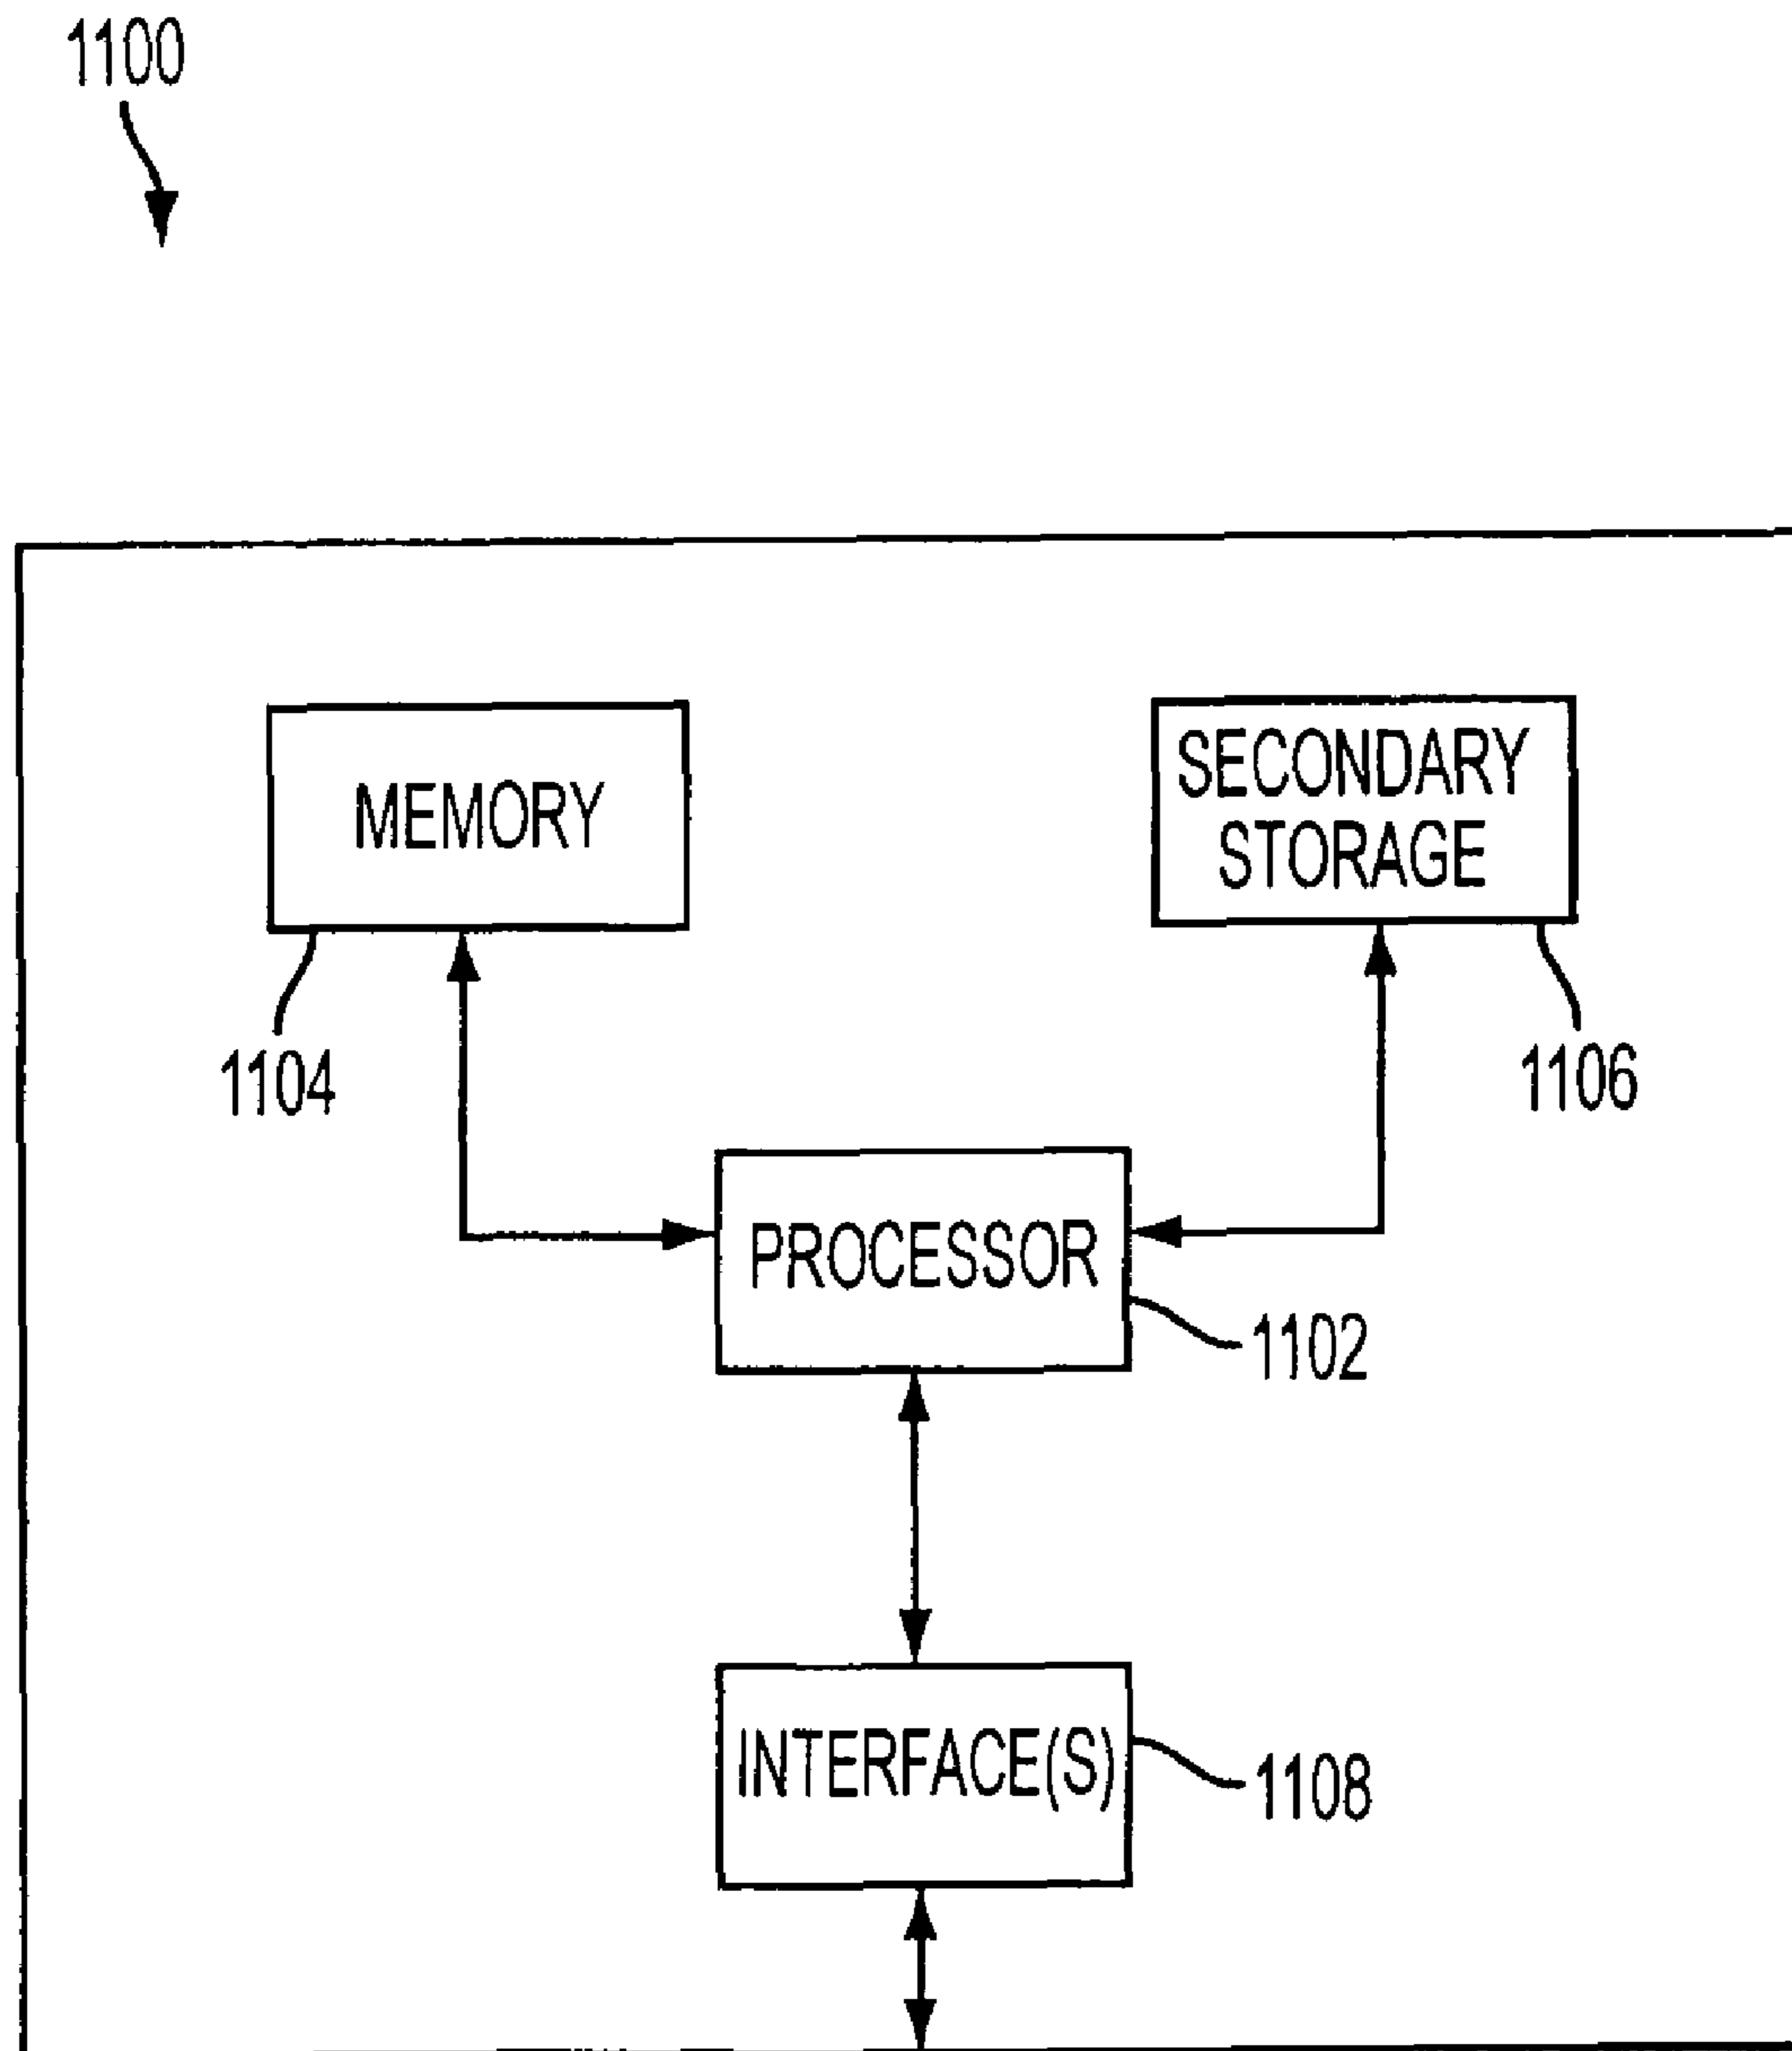 1100
MEMORY
SECONDARY
STORAGE
1104
1106
PROCESSOR
1102
INTERFACE(S)
1108